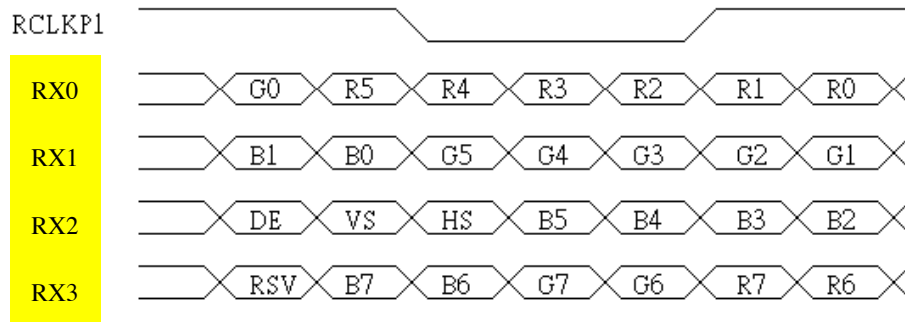 RCLKP1
RX0 G0 R5 R4 R3 R2 R1 R0
RX1 B1 B0 G5 G4 G3 G2 G1
RX2 DE VS HS B5 B4 B3 B2
RX3 RSV B7 B6 G7 G6 R7 R6